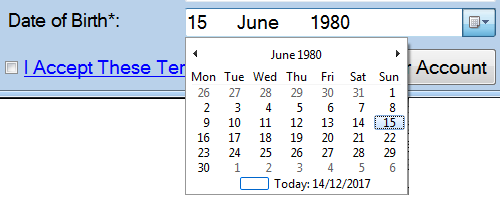 Date of Birth*: 15 June 1980
I Accept These Ter r Account
June 1980
Mon Tue Wed Thu Fri Sat Sun
26 27 28 29 30 31 1
2 3 4 5 6 7 8
9 10 11 12 13 14 15
16 17 18 19 20 21 22
23 24 25 26 27 28 29
30 1 2 3 4 5 6
Today: 14/12/2017